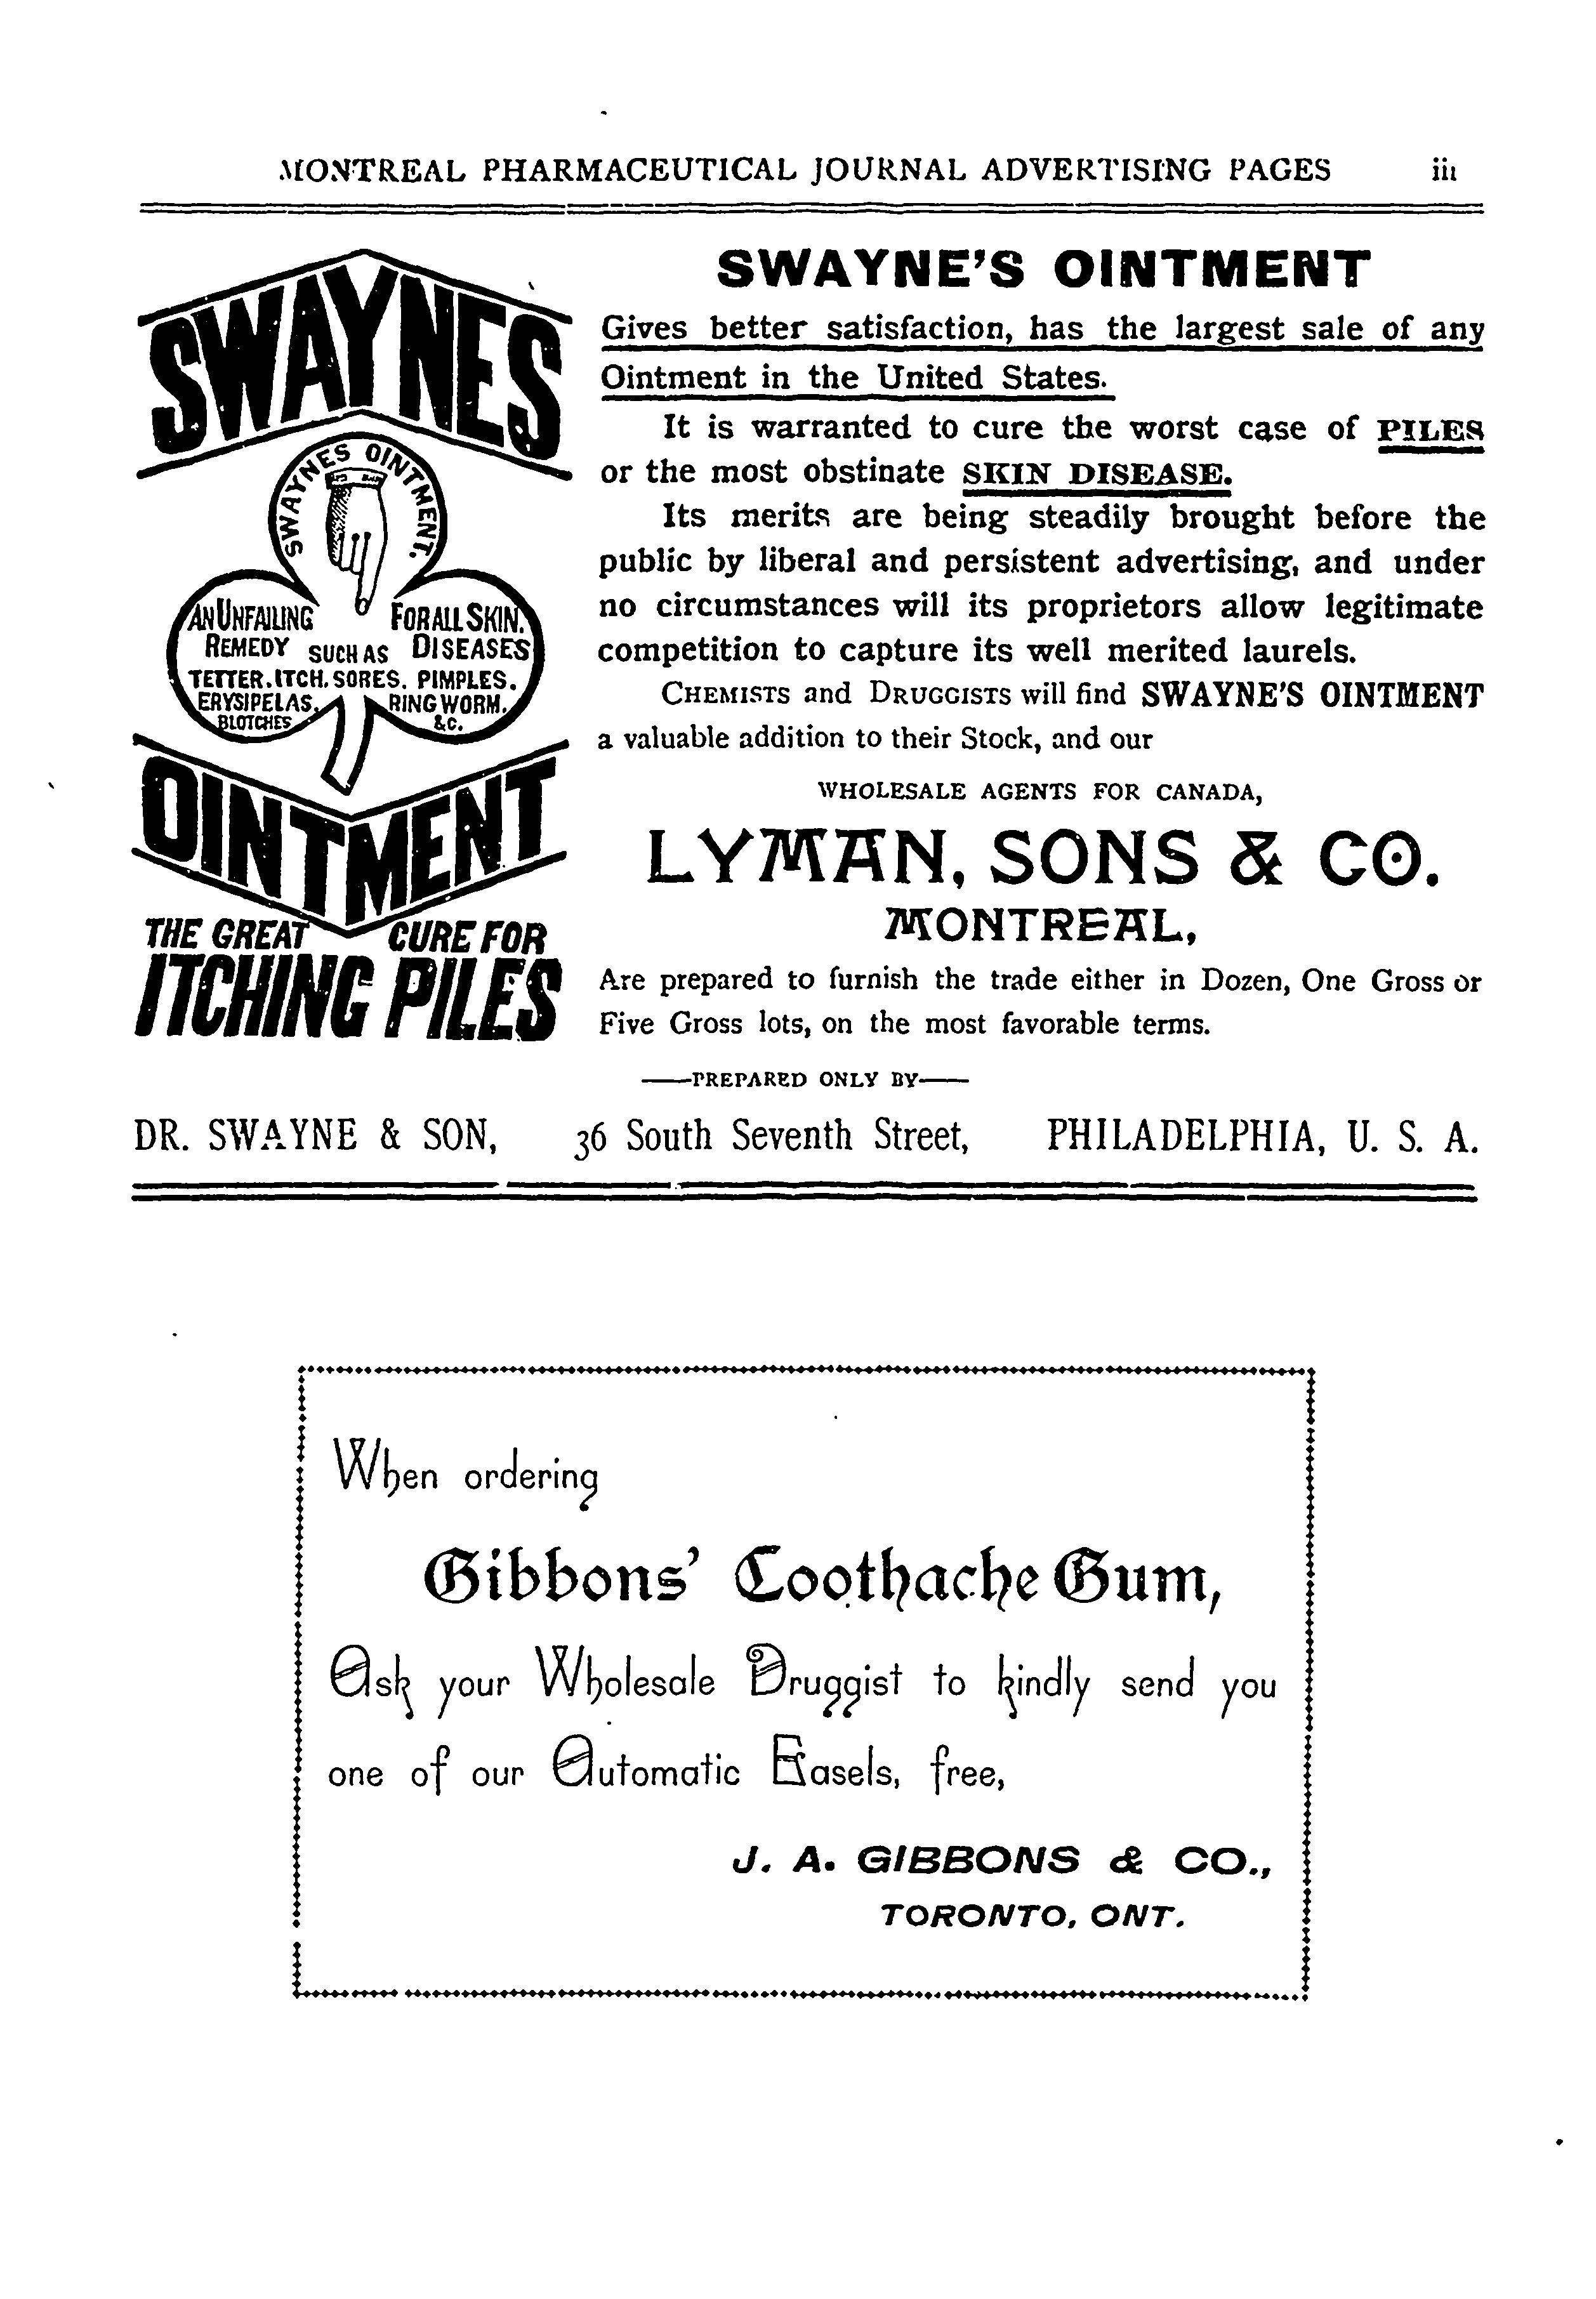 MONTREAL PHARMACEUTICAL JOURNAL ADVERTISING PAGES iii
SWAYNES
SWAYNES OINTMENT.
AN UNFAILING FOR ALL SKIN.
REMEDY SUCH AS DISEASES
TETTER. ITCH. SORES. PIMPLES.
ERYSIPELAS. RING WORM.
BLOTCHES &C.
OINTMENT
THE GREAT CURE FOR
ITCHING PILES
SWAYNE'S OINTMENT
Gives better satisfaction, has the largest sale of any
Ointment in the United States.
It is warranted to cure the worst case of PILES
or the most obstinate SKIN DISEASE.
Its merits are being steadily brought before the
public by liberal and persistent advertising, and under
no circumstances will its proprietors allow legitimate
competition to capture its well merited laurels.
CHEMISTS and DRUGGISTS will find SWAYNE'S OINTMENT
a valuable addition to their Stock, and our
WHOLESALE AGENTS FOR CANADA,
LYMAN, SONS & CO.
MONTREAL,
Are prepared to furnish the trade either in Dozen, One Gross or
Five Gross lots, on the most favorable terms.
—PREPARED ONLY BY—
DR. SWAYNE & SON, 36 South Seventh Street, PHILADELPHIA, U. S. A.
When ordering
Gibbons' Toothache Gum,
Ask your Wholesale Druggist to kindly send you
one of our Automatic Easels, free,
J. A. GIBBONS & CO.,
TORONTO, ONT.